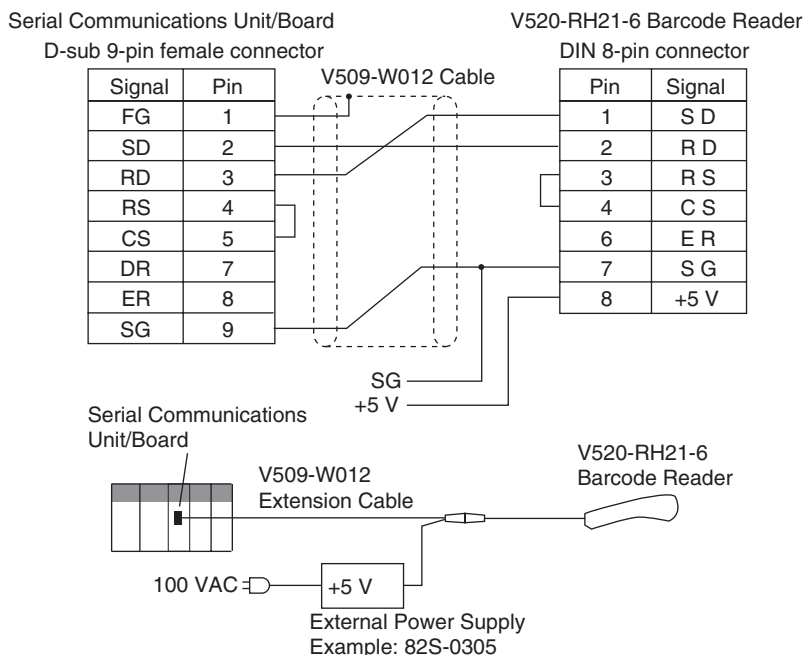 Serial Communications Unit/Board
V520-RH21-6 Barcode Reader
D-sub 9-pin female connector
DIN 8-pin connector
V509-W012 Cable
Signal Pin
FG 1
SD 2
RD 3
RS 4
CS 5
DR 7
ER 8
SG 9
Pin Signal
1 S D
2 R D
3 R S
4 C S
6 E R
7 S G
8 +5 V
SG
+5 V
Serial Communications
Unit/Board
V509-W012
Extension Cable
V520-RH21-6
Barcode Reader
100 VAC
+5 V
External Power Supply
Example: 82S-0305